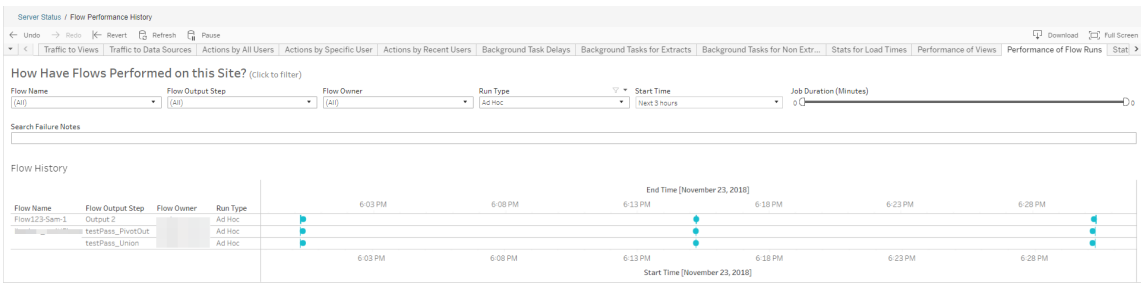 Server Status / Flow Performance History
Undo Redo Revert Refresh Pause Download Full Screen
Traffic to Views Traffic to Data Sources Actions by All Users Actions by Specific User Actions by Recent Users Background Task Delays Background Tasks for Extracts Background Tasks for Non Extr... Stats for Load Times Performance of Views Performance of Flow Runs Stat
How Have Flows Performed on this Site? (Click to filter)
Flow Name Flow Output Step Flow Owner Run Type Start Time Job Duration (Minutes)
(All) (All) (All) Ad Hoc Next 3 hours 0 0
Search Failure Notes
Flow History
End Time [November 23, 2018]
Flow Name Flow Output Step Flow Owner Run Type 6:03 PM 6:08 PM 6:13 PM 6:18 PM 6:23 PM 6:28 PM
Flow123-Sam-1 Output 2 Ad Hoc
testPass_PivotOut.. Ad Hoc
testPass_Union Ad Hoc
6:03 PM 6:08 PM 6:13 PM 6:18 PM 6:23 PM 6:28 PM
Start Time [November 23, 2018]